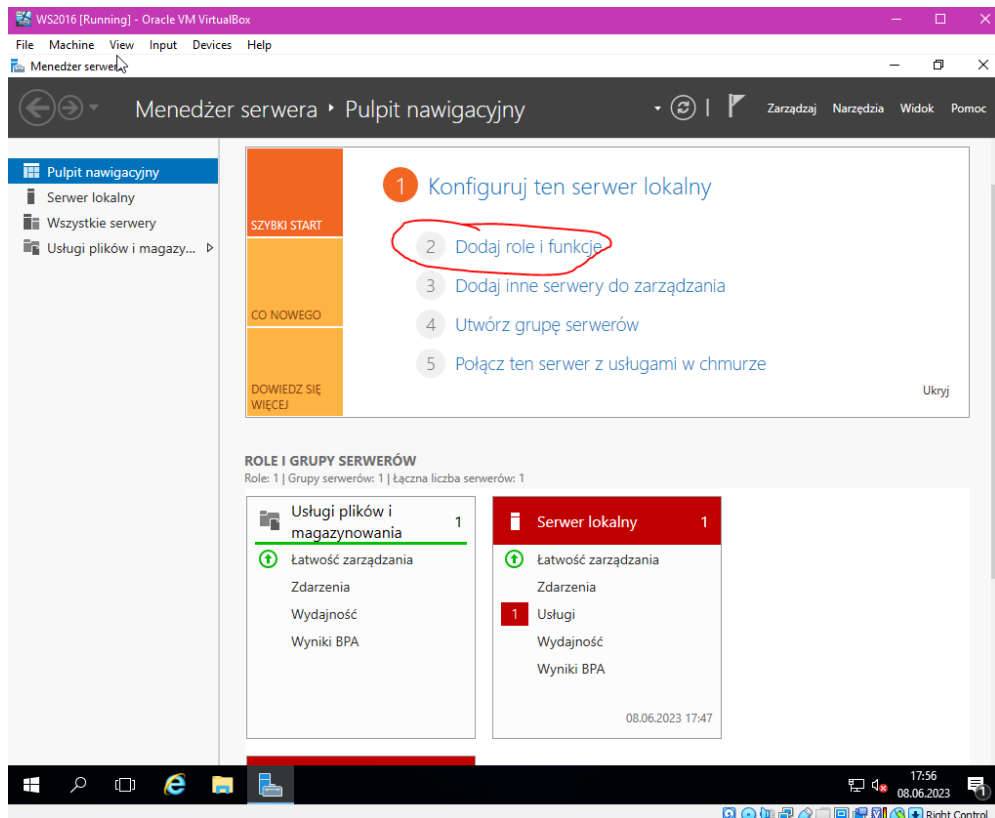 WS2016 [Running] - Oracle VM VirtualBox
File Machine View Input Devices Help
Menedżer serwera
Menedżer serwera • Pulpit nawigacyjny
Zarządzaj Narzędzia Widok Pomoc
Pulpit nawigacyjny
Serwer lokalny
Wszystkie serwery
Usługi plików i magazy...
SZYBKI START
CO NOWEGO
DOWIEDZ SIĘ
WIĘCEJ
1 Konfiguruj ten serwer lokalny
2 Dodaj role i funkcje
3 Dodaj inne serwery do zarządzania
4 Utwórz grupę serwerów
5 Połącz ten serwer z usługami w chmurze
Ukryj
ROLE I GRUPY SERWERÓW
Role: 1 | Grupy serwerów: 1 | Łączna liczba serwerów: 1
Usługi plików i
magazynowania 1
Łatwość zarządzania
Zdarzenia
Wydajność
Wyniki BPA
Serwer lokalny 1
Łatwość zarządzania
Zdarzenia
1 Usługi
Wydajność
Wyniki BPA
08.06.2023 17:47
17:56
08.06.2023
1
Right Control